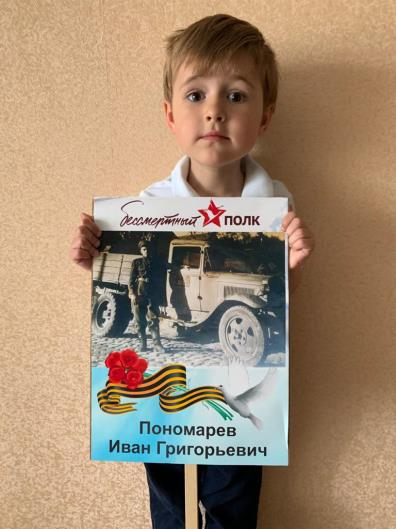 бессмертный ПОЛК
Пономарев
Иван Григорьевич